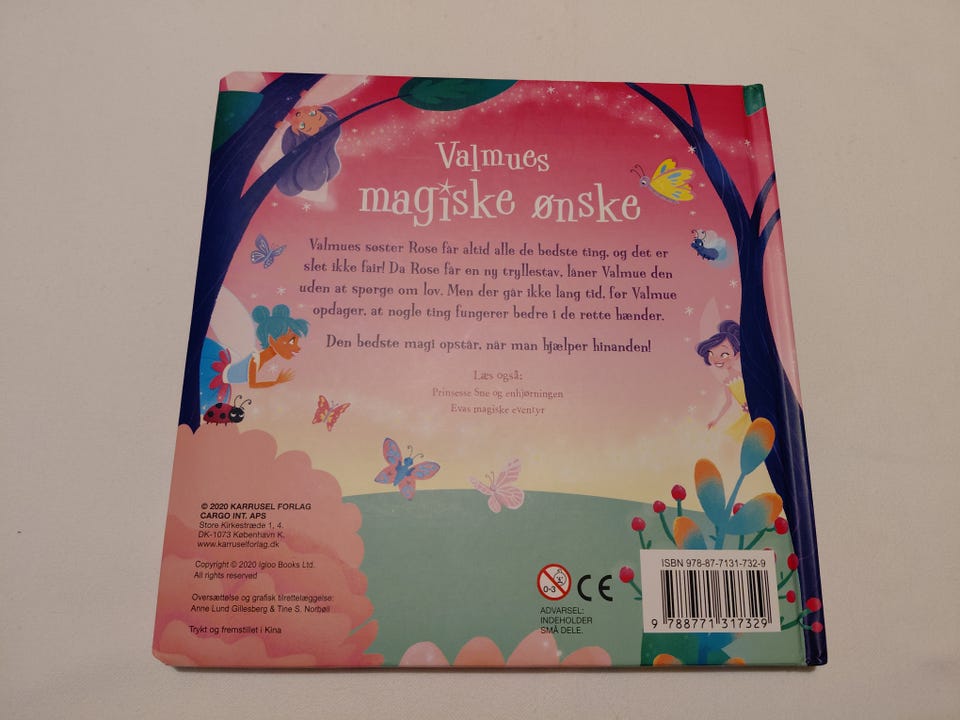 Valmues
magiske ønske
Valmues søster Rose får altid alle de bedste ting, og det er
slet ikke fair! Da Rose får en ny tryllestav, låner Valmue den
uden at spørge om lov. Men der går ikke lang tid, før Valmue
opdager, at nogle ting fungerer bedre i de rette hænder.
Den bedste magi opstår, når man hjælper hinanden!
Læs også:
Prinsesse Sne og enhjørningen
Evas magiske eventyr
© 2020 KARRUSEL FORLAG
CARGO INT. APS
Store Kirkestræde 1, 4.
DK-1073 København K.
www.karruselforlag.dk
Copyright © 2020 Igloo Books Ltd.
All rights reserved
Oversættelse og grafisk tilrettelæggelse:
Anne Lund Gillesberg & Tine S. Norbøll
Trykt og fremstillet i Kina
0-3 CE
ADVARSEL:
INDEHOLDER
SMÅ DELE.
ISBN 978-87-7131-732-9
9 788771 317329